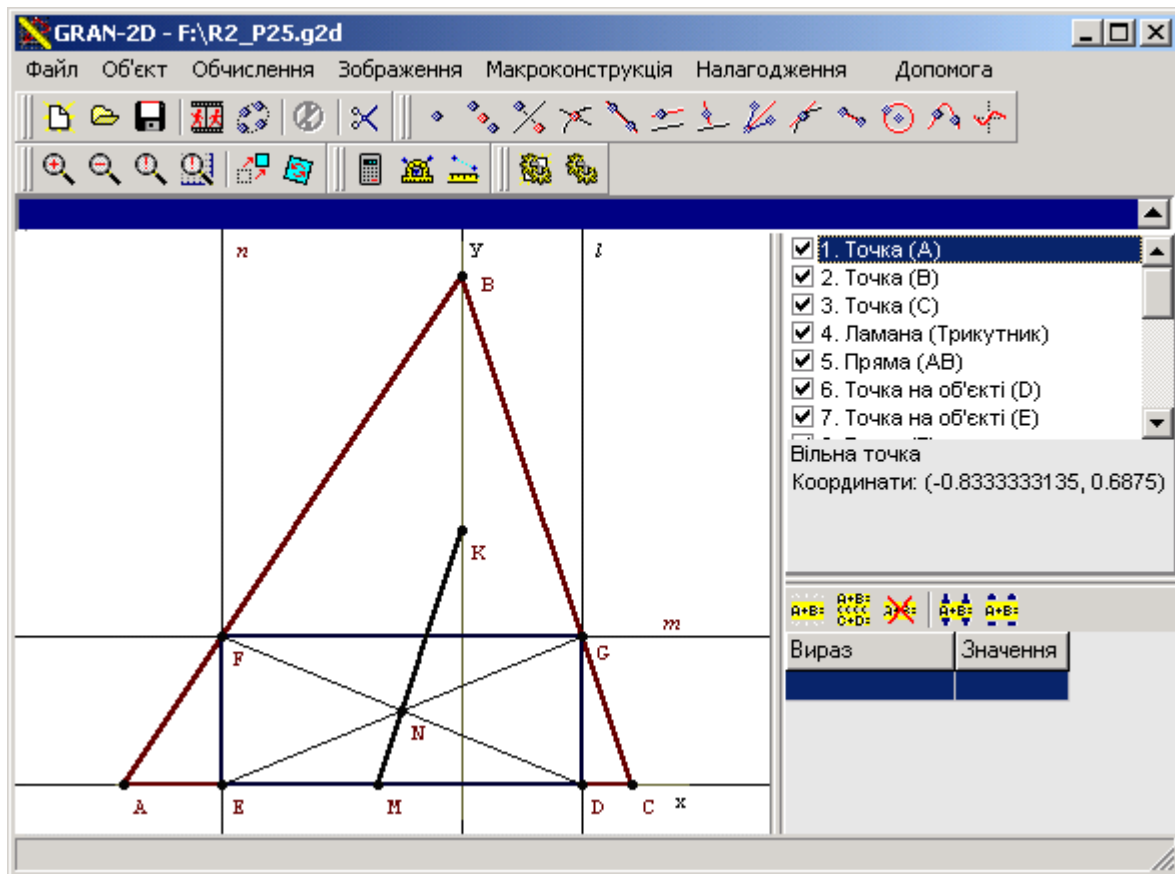 GRAN-2D - F:\R2_P25.g2d
Файл Об'єкт Обчислення Зображення Макроконструкція Налагодження Допомога
n y l
B
K
m
F G
N
A E M D C x
1. Точка (A)
2. Точка (B)
3. Точка (C)
4. Ламана (Трикутник)
5. Пряма (AB)
6. Точка на об'єкті (D)
7. Точка на об'єкті (E)
Вільна точка
Координати: (-0.8333333135, 0.6875)
A+B= A+B= C+D= A+B= A+B= A+B=
Вираз Значення